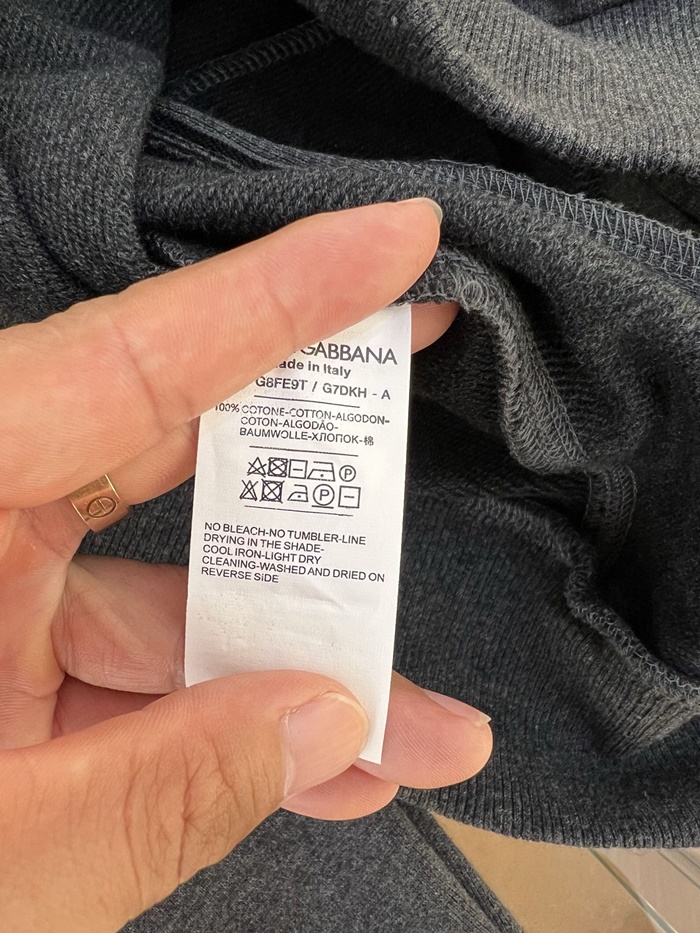 GABBANA
ade in Italy
G8FE9T / G7DKH - A
100% COTONE-COTTON-ALGODON-
COTON-ALGODÃO-
BAUMWOLLE-ХЛОПОК-棉
P
P
NO BLEACH-NO TUMBLER-LINE
DRYING IN THE SHADE-
COOL IRON-LIGHT DRY
CLEANING-WASHED AND DRIED ON
REVERSE SIDE